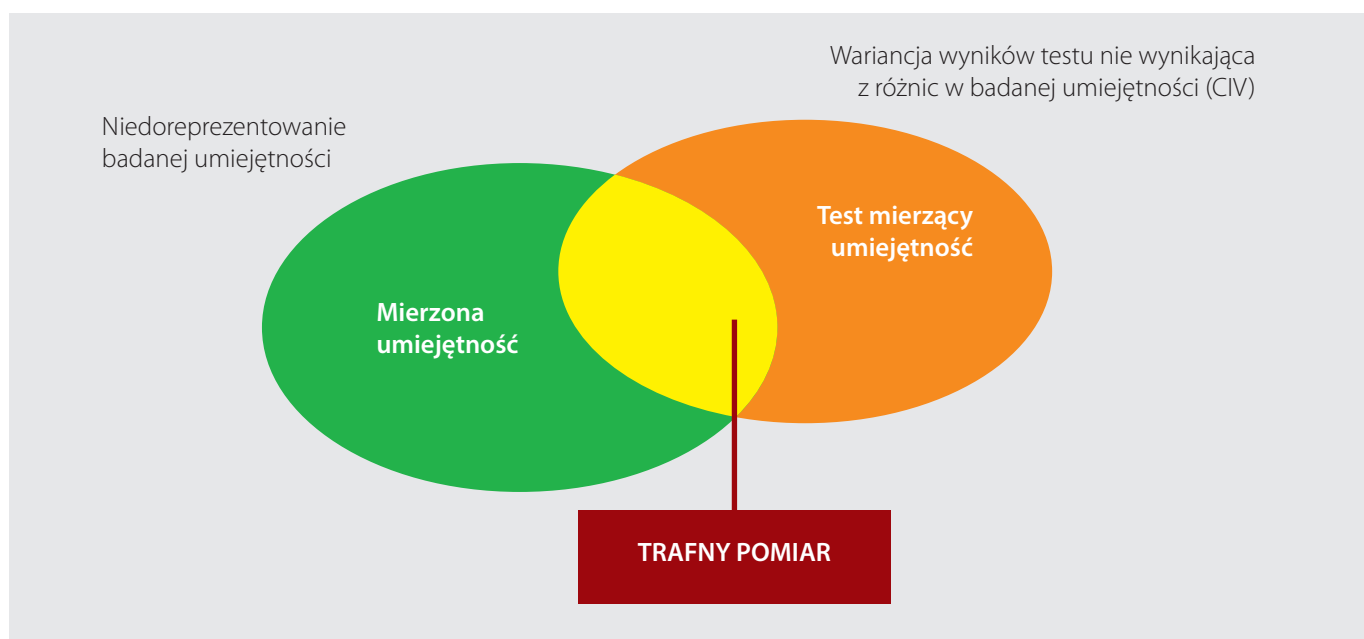 Wariancja wyników testu nie wynikająca
z różnic w badanej umiejętności (CIV)
Niedoreprezentowanie
badanej umiejętności
Test mierzący
umiejętność
Mierzona
umiejętność
TRAFNY POMIAR